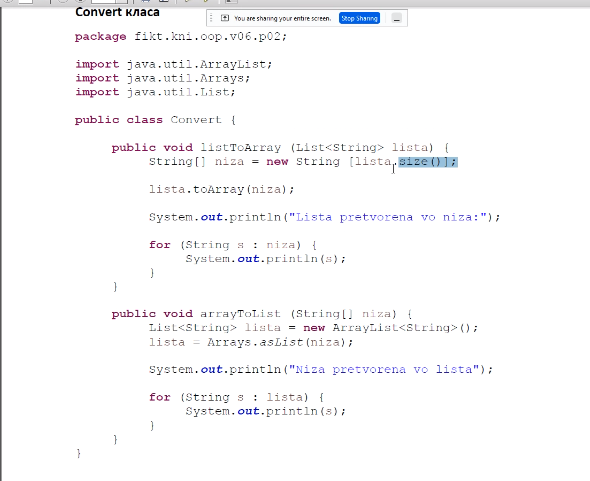 Convert класа
You are sharing your entire screen.
Stop Sharing
package fikt.kni.oop.v06.p02;
import java.util.ArrayList;
import java.util.Arrays;
import java.util.List;
public class Convert {
public void listToArray (List<String> lista) {
String[] niza = new String [lista.size()];
lista.toArray(niza);
System.out.println("Lista pretvorena vo niza:");
for (String s : niza) {
System.out.println(s);
}
}
public void arrayToList (String[] niza) {
List<String> lista = new ArrayList<String>();
lista = Arrays.asList(niza);
System.out.println("Niza pretvorena vo lista");
for (String s : lista) {
System.out.println(s);
}
}
}